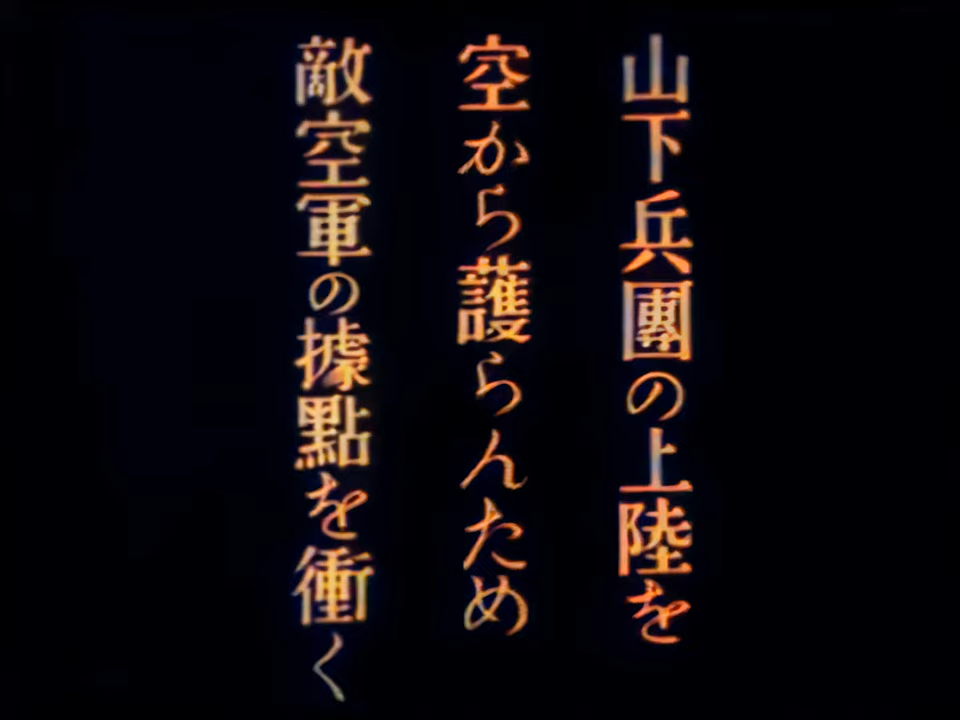 山下兵團の上陸を
空から護らんため
敵空軍の據點を衝く